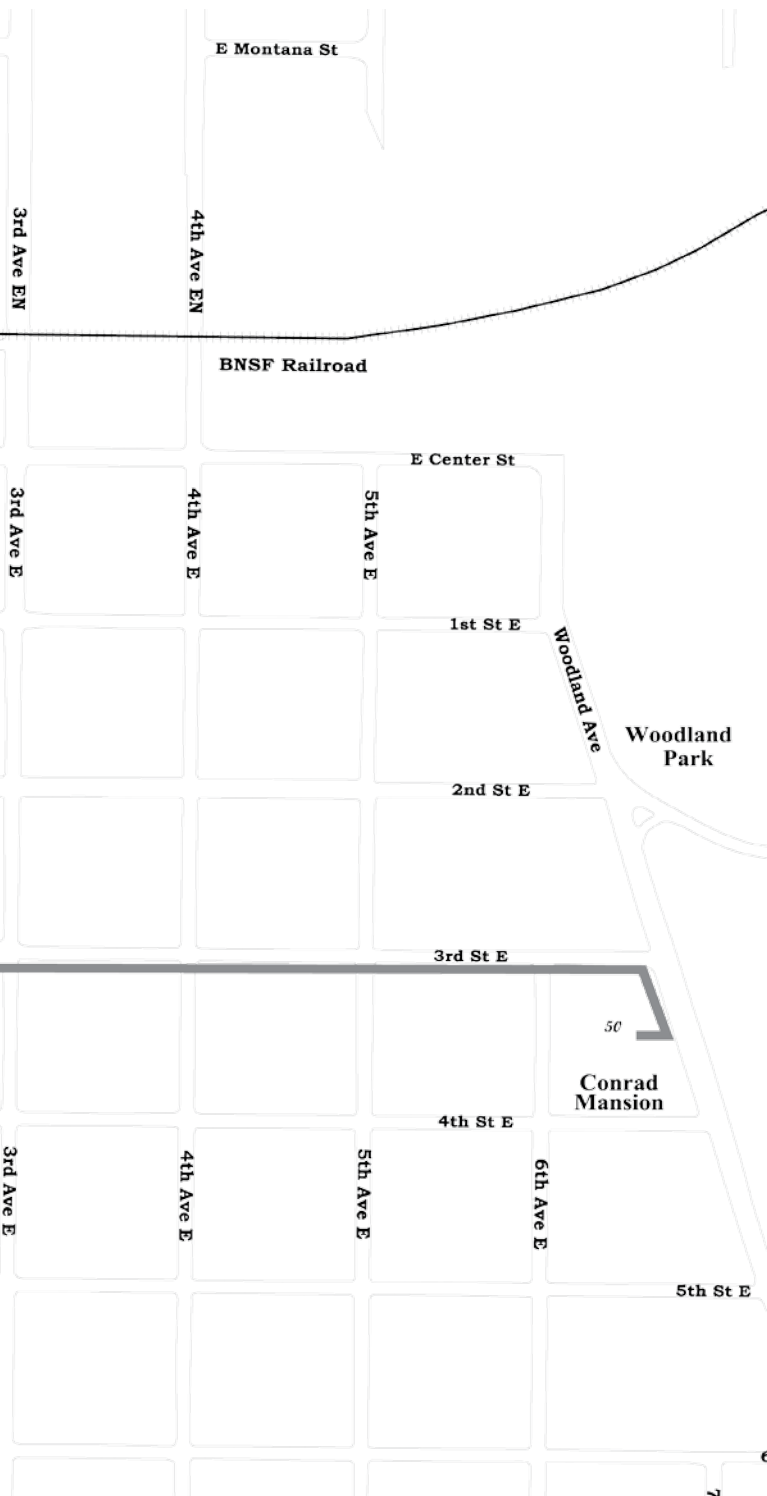 E Montana St
3rd Ave EN
4th Ave EN
BNSF Railroad
E Center St
3rd Ave E
4th Ave E
5th Ave E
1st St E
Woodland Ave
Woodland
Park
2nd St E
3rd St E
50
Conrad
Mansion
4th St E
3rd Ave E
4th Ave E
5th Ave E
6th Ave E
5th St E